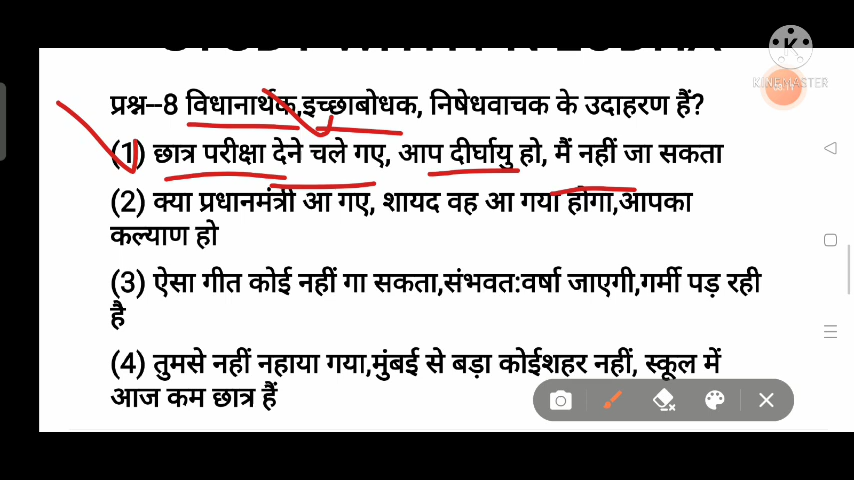 प्रश्न--8 विधानार्थक,इच्छाबोधक, निषेधवाचक के उदाहरण हैं?
(1) छात्र परीक्षा देने चले गए, आप दीर्घायु हो, मैं नहीं जा सकता
(2) क्या प्रधानमंत्री आ गए, शायद वह आ गया होगा,आपका
कल्याण हो
(3) ऐसा गीत कोई नहीं गा सकता,संभवत:वर्षा जाएगी,गर्मी पड़ रही
है
(4) तुमसे नहीं नहाया गया,मुंबई से बड़ा कोईशहर नहीं, स्कूल में
आज कम छात्र हैं
KINEMASTER